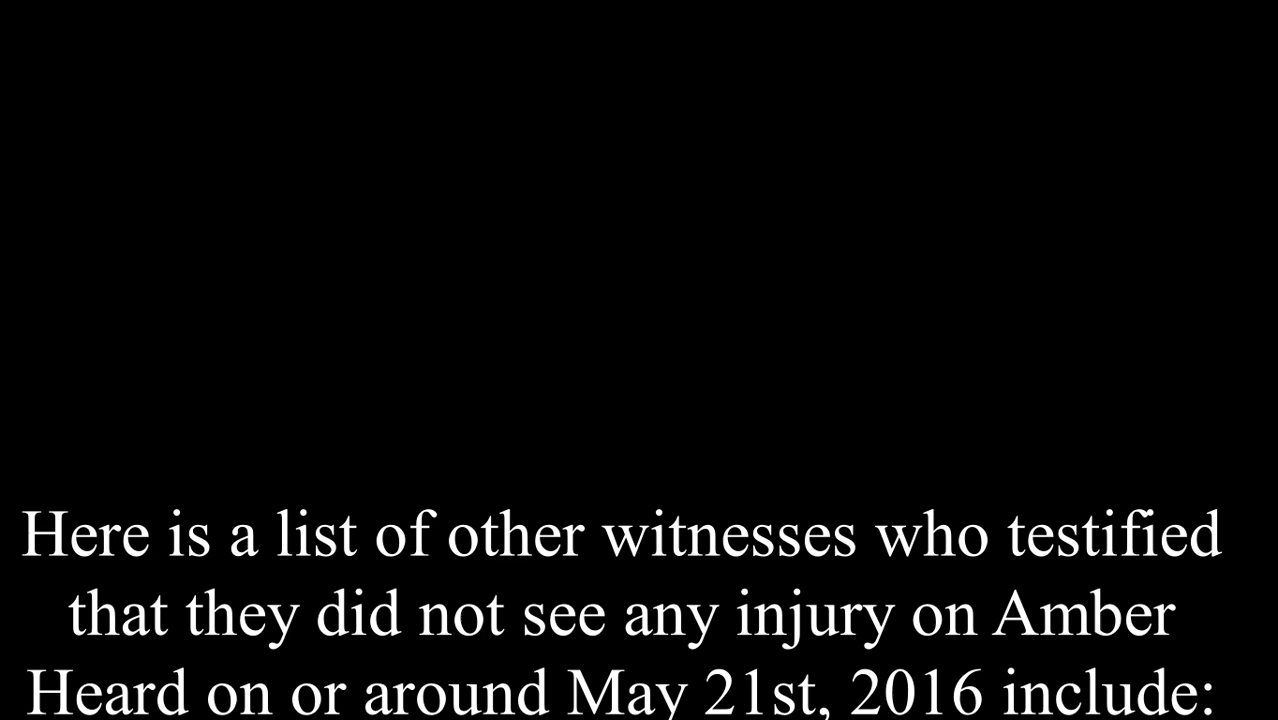 Here is a list of other witnesses who testified
that they did not see any injury on Amber
Heard on or around May 21st, 2016 include: